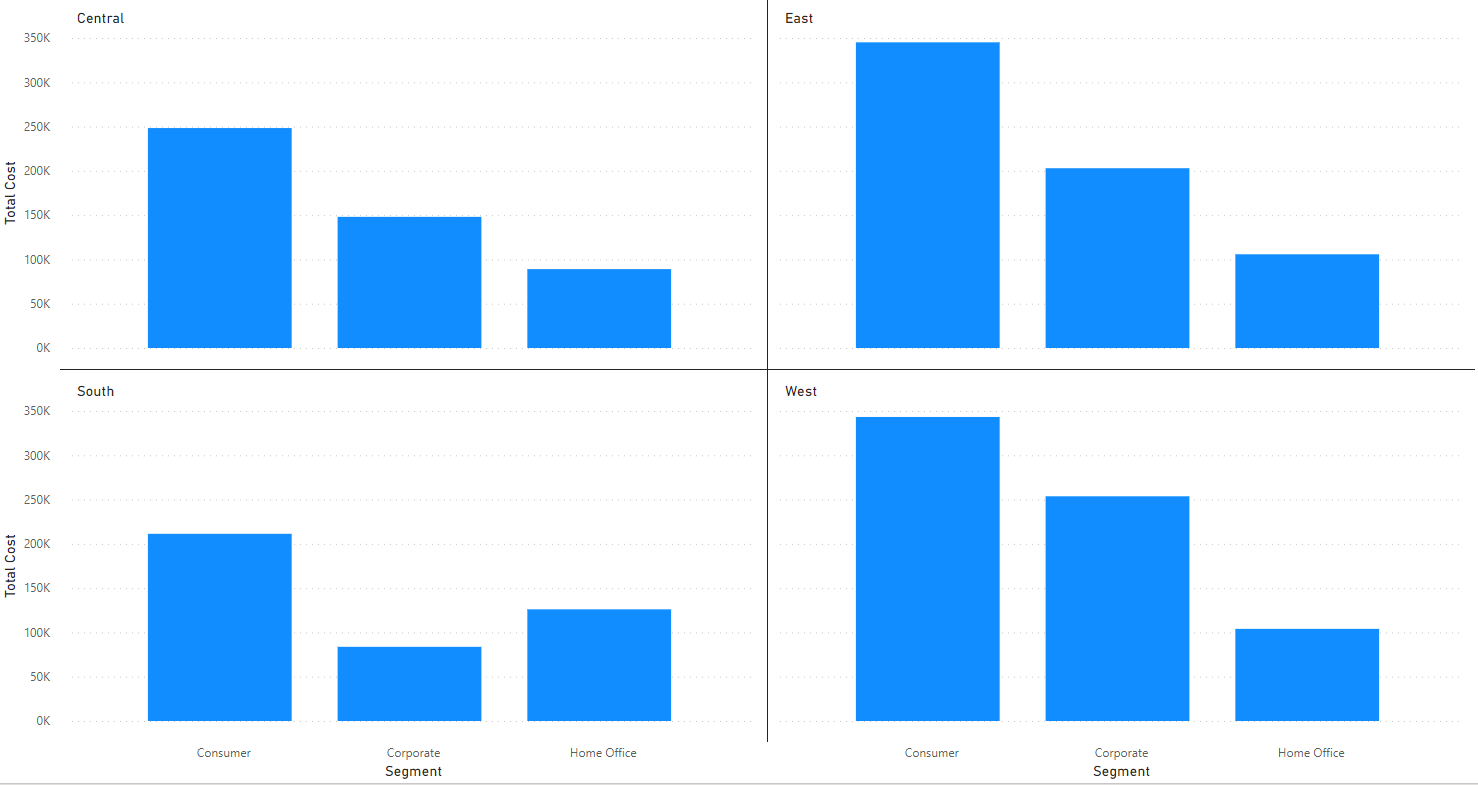 Central
East
350K
300K
250K
200K
150K
100K
50K
0K
Total Cost
South
West
350K
300K
250K
200K
150K
100K
50K
0K
Total Cost
Consumer Corporate Home Office
Segment
Consumer Corporate Home Office
Segment